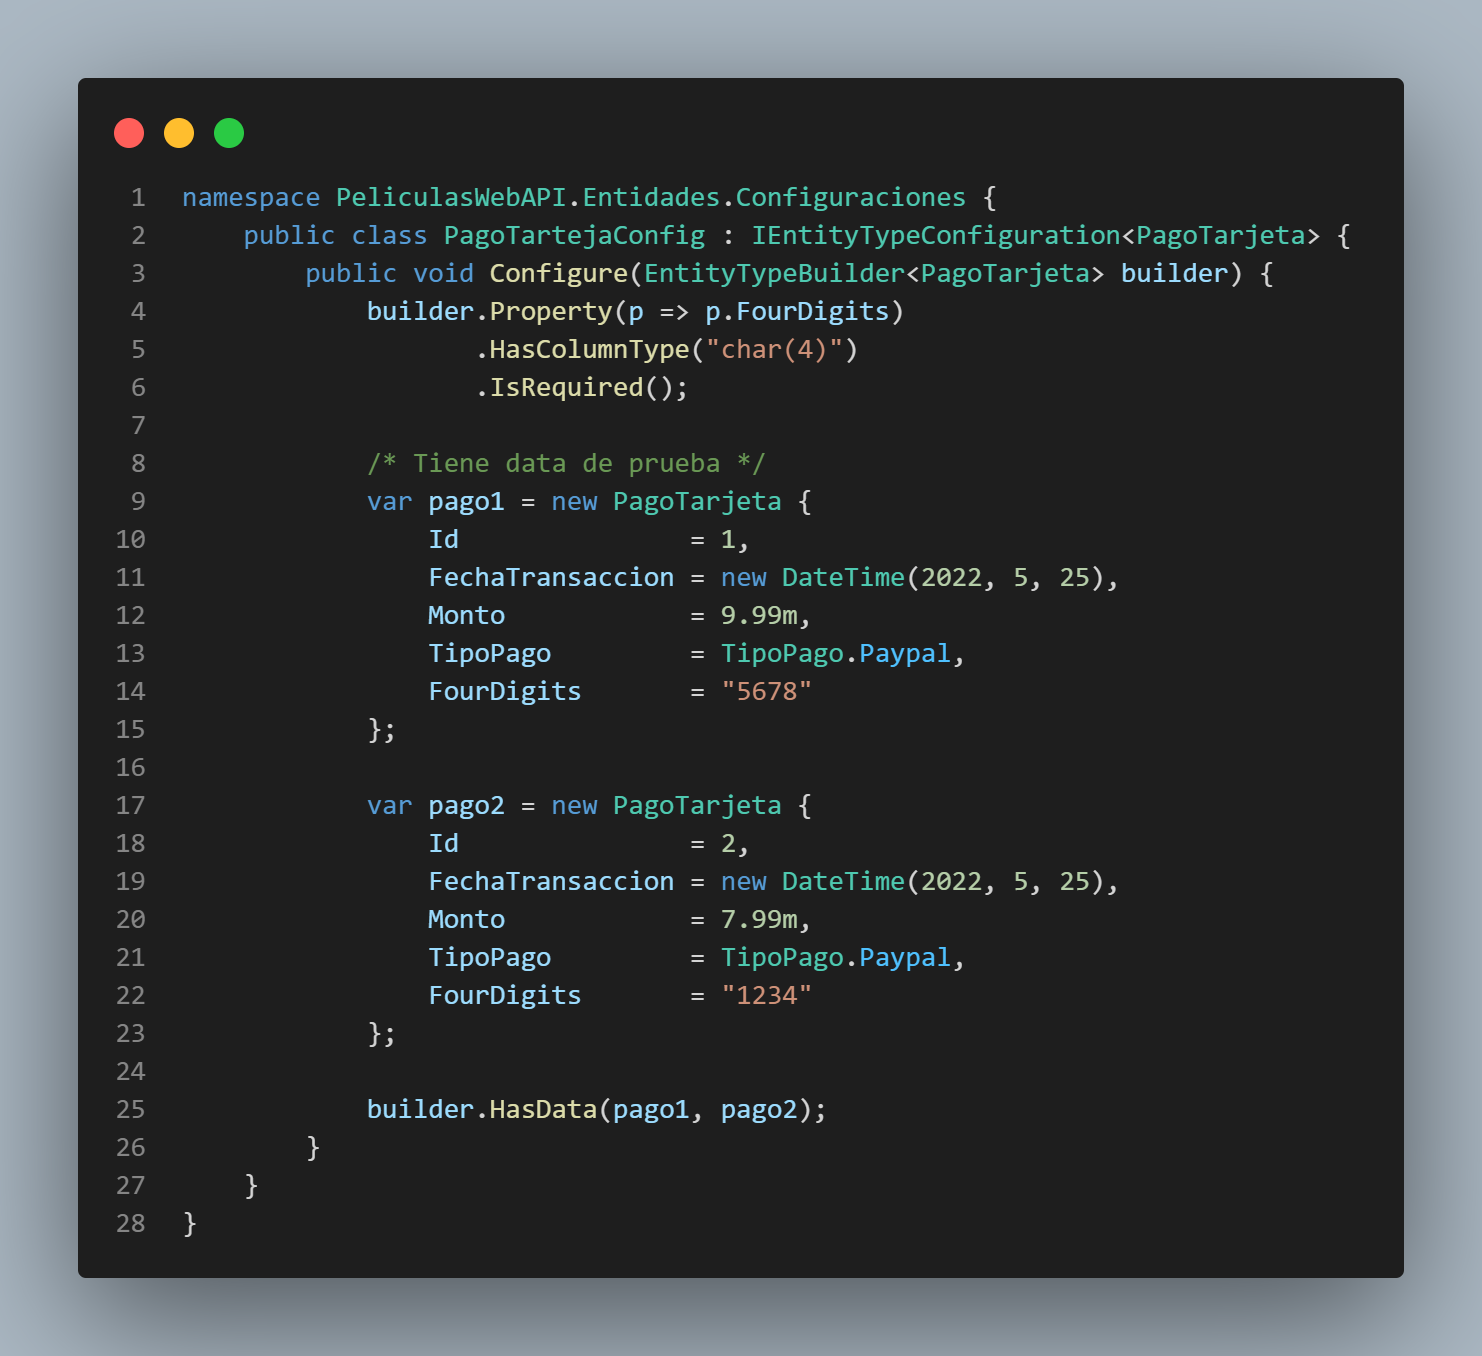 1 namespace PeliculasWebAPI.Entidades.Configuraciones {
2     public class PagoTartejaConfig : IEntityTypeConfiguration<PagoTarjeta> {
3         public void Configure(EntityTypeBuilder<PagoTarjeta> builder) {
4             builder.Property(p => p.FourDigits)
5                    .HasColumnType("char(4)")
6                    .IsRequired();
7
8             /* Tiene data de prueba */
9             var pago1 = new PagoTarjeta {
10                 Id               = 1,
11                 FechaTransaccion = new DateTime(2022, 5, 25),
12                 Monto            = 9.99m,
13                 TipoPago         = TipoPago.Paypal,
14                 FourDigits       = "5678"
15             };
16
17             var pago2 = new PagoTarjeta {
18                 Id               = 2,
19                 FechaTransaccion = new DateTime(2022, 5, 25),
20                 Monto            = 7.99m,
21                 TipoPago         = TipoPago.Paypal,
22                 FourDigits       = "1234"
23             };
24
25             builder.HasData(pago1, pago2);
26         }
27     }
28 }